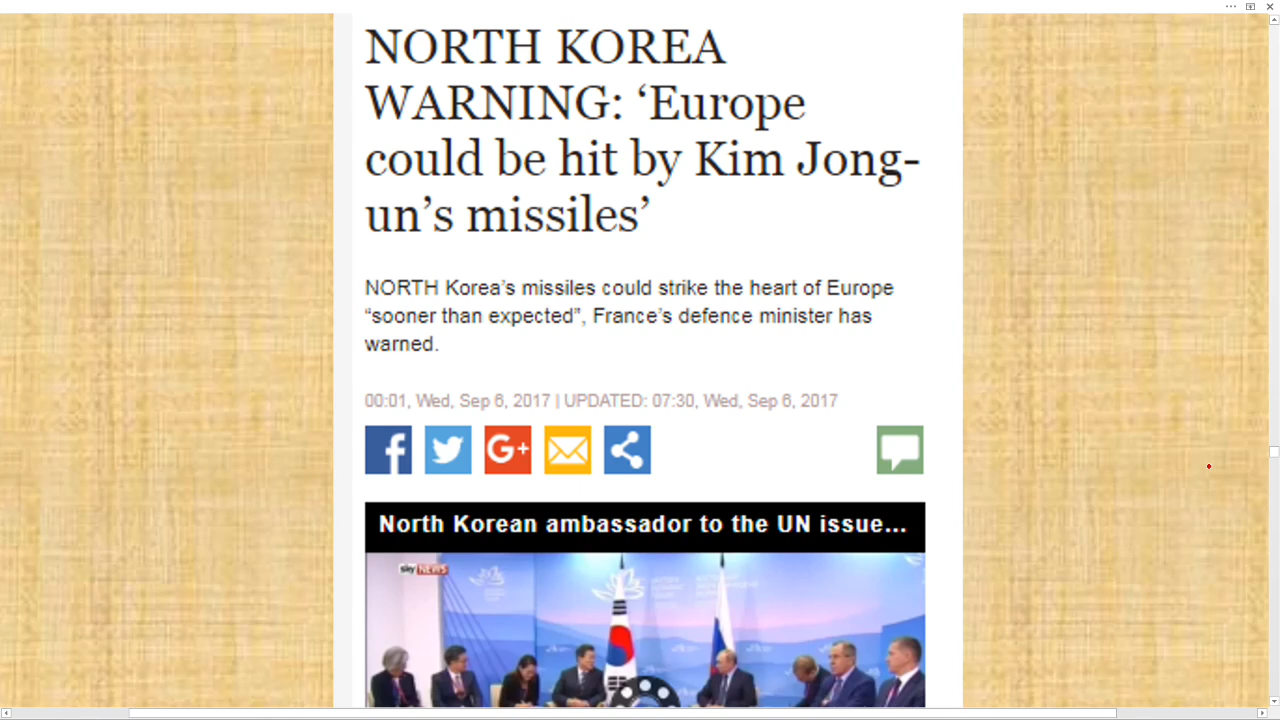 NORTH KOREA
WARNING: ‘Europe
could be hit by Kim Jong-
un’s missiles’
NORTH Korea’s missiles could strike the heart of Europe
“sooner than expected”, France’s defence minister has
warned.
00:01, Wed, Sep 6, 2017 | UPDATED: 07:30, Wed, Sep 6, 2017
G+
North Korean ambassador to the UN issue...
sky NEWS